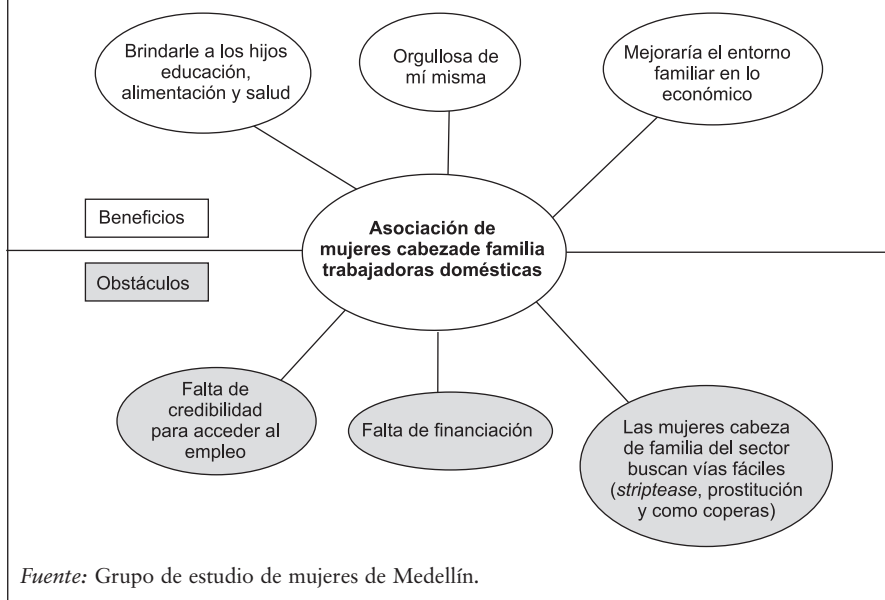 Brindarle a los hijos
educación,
alimentación y salud
Orgullosa de
mí misma
Mejoraría el entorno
familiar en lo
económico
Beneficios
Asociación de
mujeres cabezade familia
trabajadoras domésticas
Obstáculos
Falta de
credibilidad
para acceder al
empleo
Falta de financiación
Las mujeres cabeza
de familia del sector
buscan vías fáciles
(striptease, prostitución
y como coperas)
Fuente: Grupo de estudio de mujeres de Medellín.